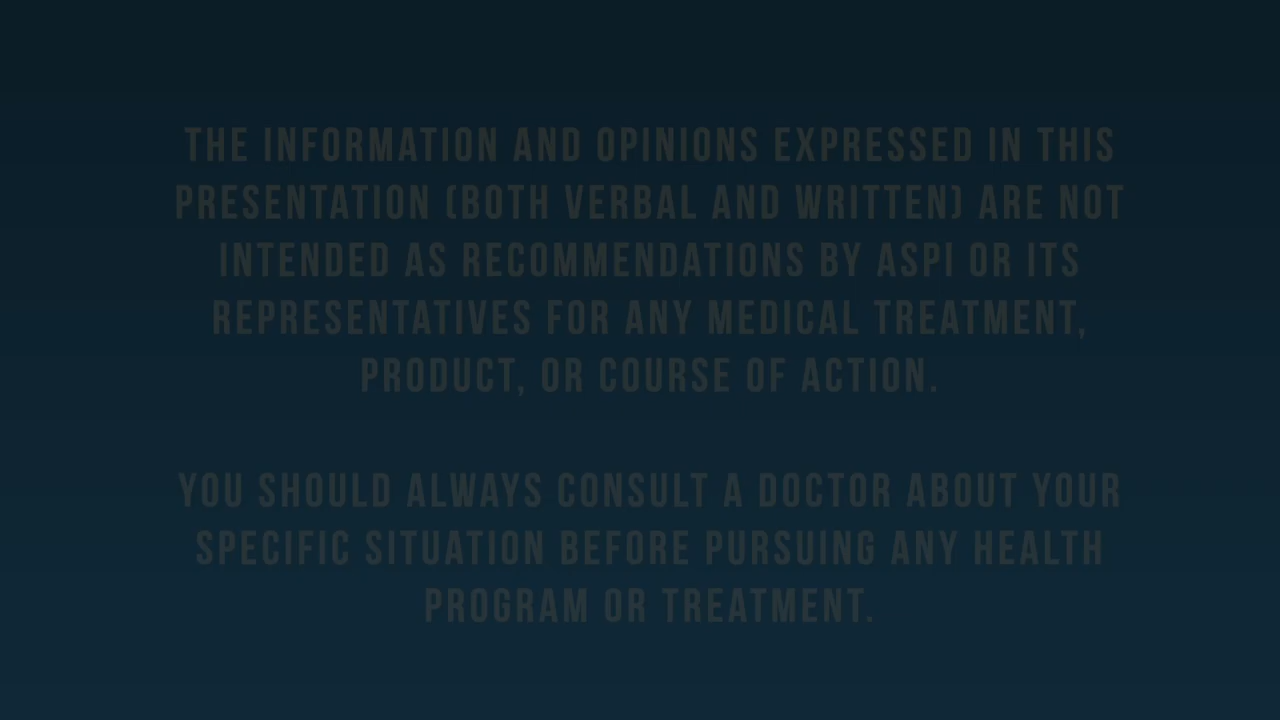 THE INFORMATION AND OPINIONS EXPRESSED IN THIS
PRESENTATION (BOTH VERBAL AND WRITTEN) ARE NOT
INTENDED AS RECOMMENDATIONS BY ASPI OR ITS
REPRESENTATIVES FOR ANY MEDICAL TREATMENT,
PRODUCT, OR COURSE OF ACTION.
YOU SHOULD ALWAYS CONSULT A DOCTOR ABOUT YOUR
SPECIFIC SITUATION BEFORE PURSUING ANY HEALTH
PROGRAM OR TREATMENT.